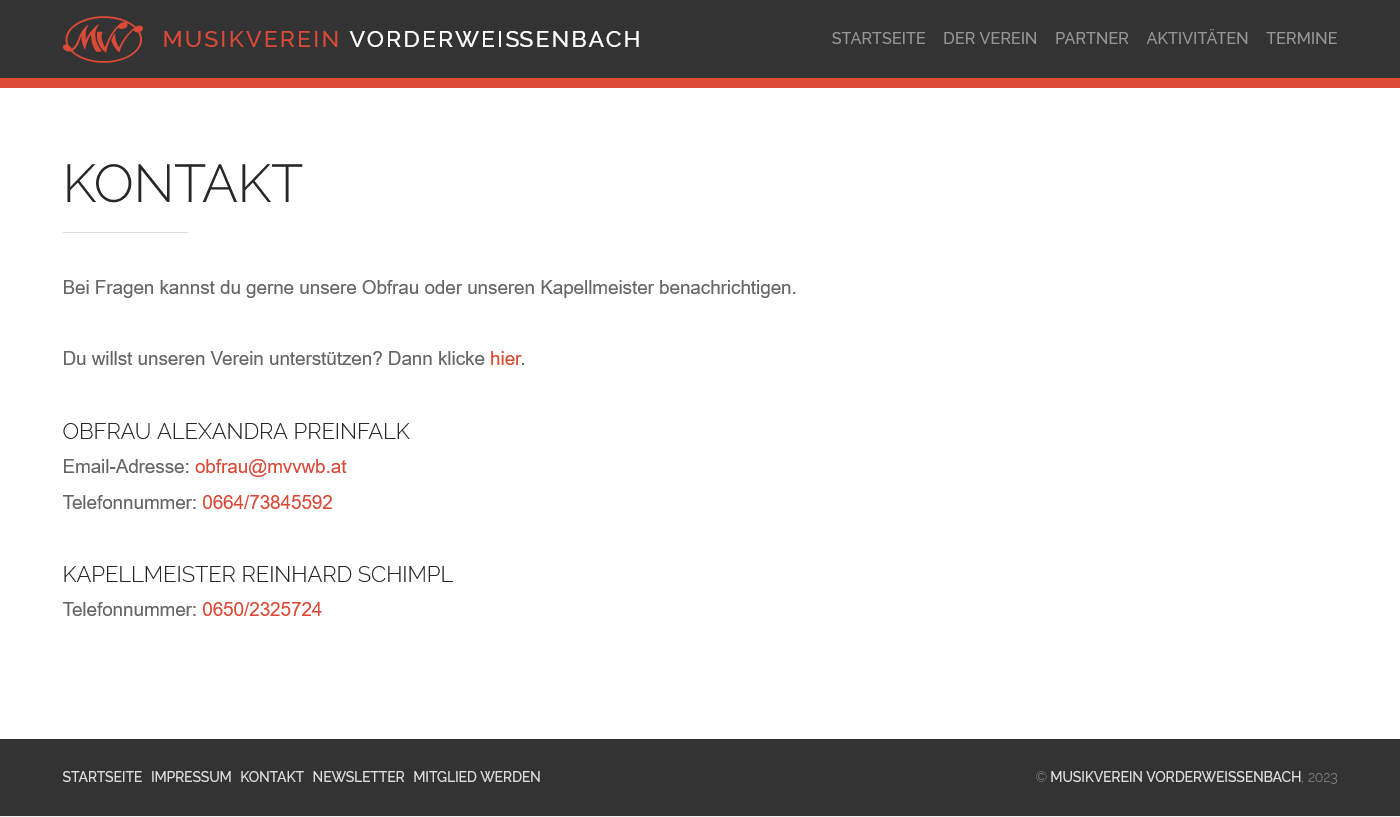 MVV MUSIKVEREIN VORDERWEISSENBACH STARTSEITE DER VEREIN PARTNER AKTIVITÄTEN TERMINE
KONTAKT
Bei Fragen kannst du gerne unsere Obfrau oder unseren Kapellmeister benachrichtigen.
Du willst unseren Verein unterstützen? Dann klicke hier.
OBFRAU ALEXANDRA PREINFALK
Email-Adresse: obfrau@mvvwb.at
Telefonnummer: 0664/73845592
KAPELLMEISTER REINHARD SCHIMPL
Telefonnummer: 0650/2325724
STARTSEITE IMPRESSUM KONTAKT NEWSLETTER MITGLIED WERDEN © MUSIKVEREIN VORDERWEISSENBACH, 2023